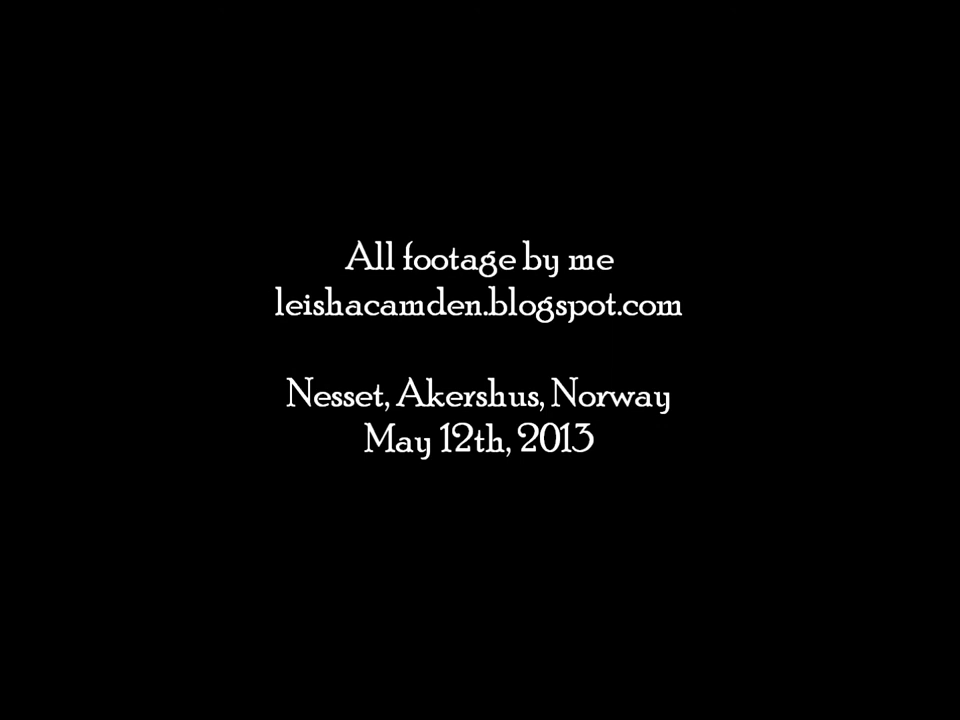 All footage by me
leishacamden.blogspot.com
Nesset, Akershus, Norway
May 12th, 2013